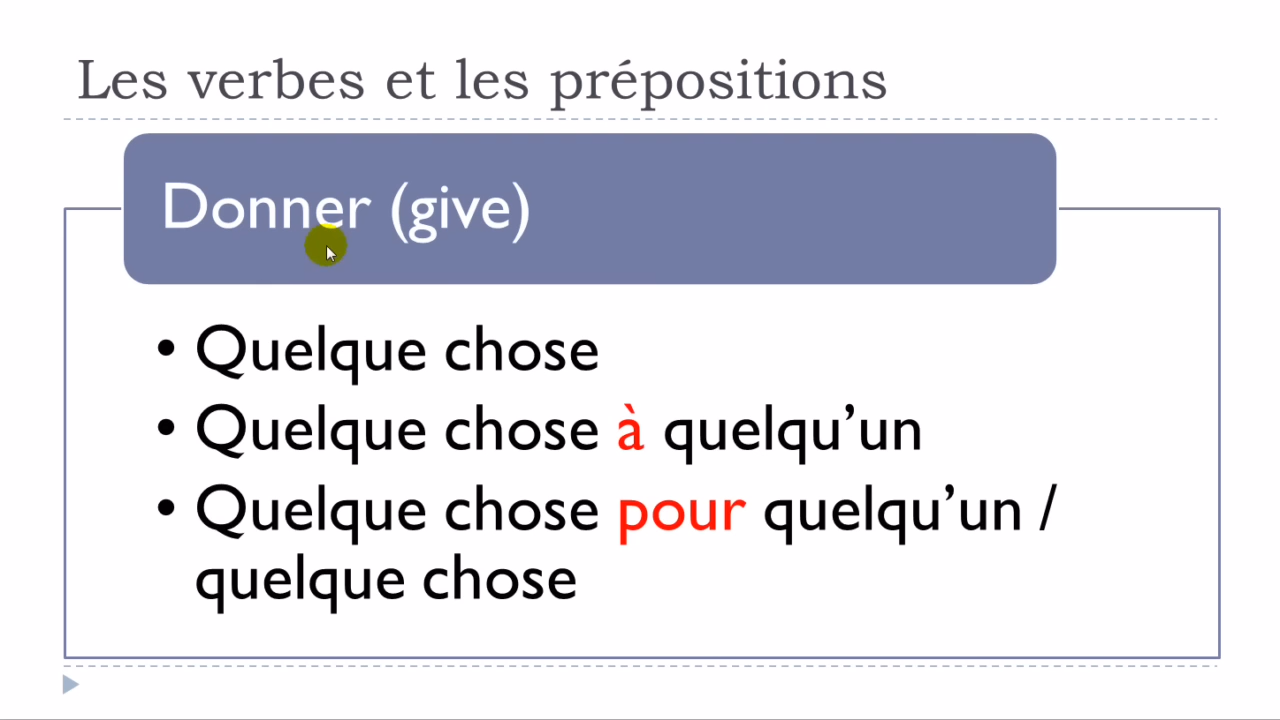 Les verbes et les prépositions
Donner (give)
• Quelque chose
• Quelque chose à quelqu’un
• Quelque chose pour quelqu’un /
quelque chose